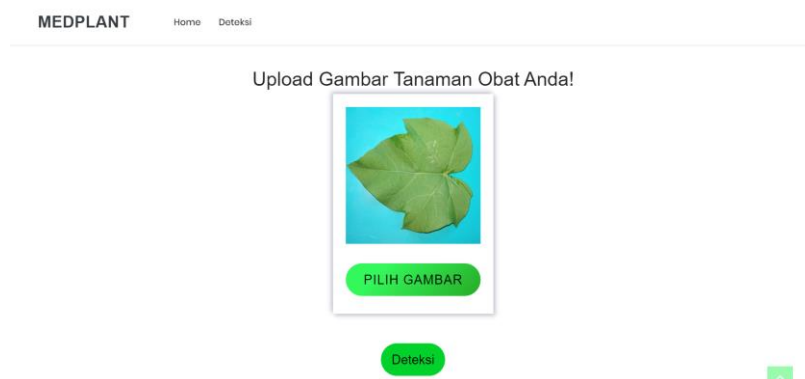 MEDPLANT Home Deteksi
Upload Gambar Tanaman Obat Anda!
PILIH GAMBAR
Deteksi